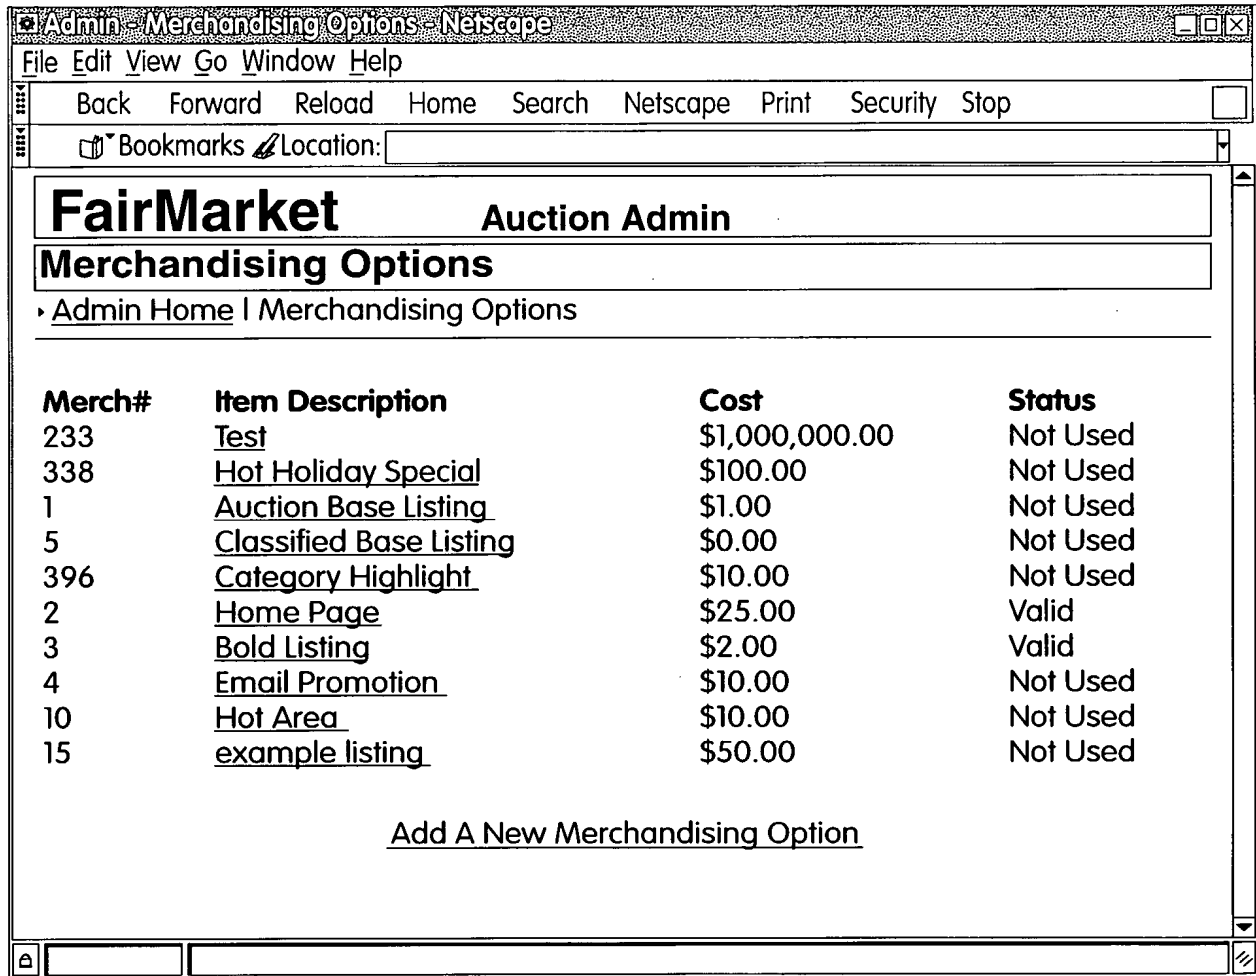 Admin - Merchandising Options - Netscape
File Edit View Go Window Help
Back Forward Reload Home Search Netscape Print Security Stop
Bookmarks Location:
FairMarket Auction Admin
Merchandising Options
Admin Home | Merchandising Options
Merch# Item Description Cost Status
233 Test $1,000,000.00 Not Used
338 Hot Holiday Special $100.00 Not Used
1 Auction Base Listing $1.00 Not Used
5 Classified Base Listing $0.00 Not Used
396 Category Highlight $10.00 Not Used
2 Home Page $25.00 Valid
3 Bold Listing $2.00 Valid
4 Email Promotion $10.00 Not Used
10 Hot Area $10.00 Not Used
15 example listing $50.00 Not Used
Add A New Merchandising Option